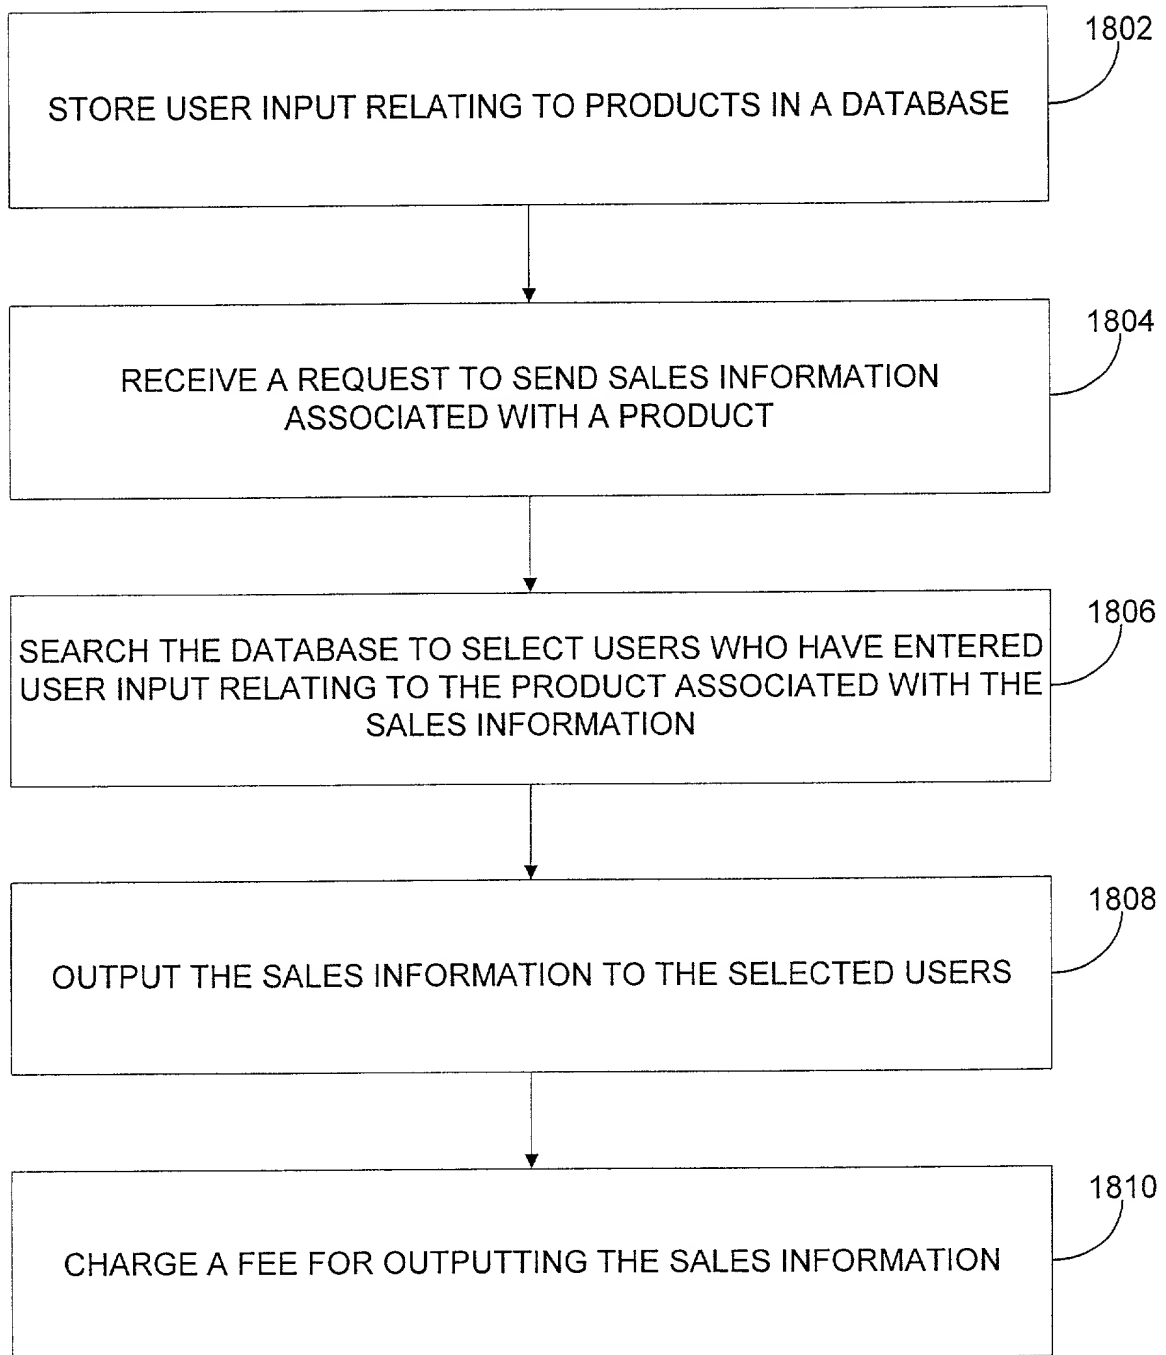 1802
STORE USER INPUT RELATING TO PRODUCTS IN A DATABASE
1804
RECEIVE A REQUEST TO SEND SALES INFORMATION
ASSOCIATED WITH A PRODUCT
1806
SEARCH THE DATABASE TO SELECT USERS WHO HAVE ENTERED
USER INPUT RELATING TO THE PRODUCT ASSOCIATED WITH THE
SALES INFORMATION
1808
OUTPUT THE SALES INFORMATION TO THE SELECTED USERS
1810
CHARGE A FEE FOR OUTPUTTING THE SALES INFORMATION